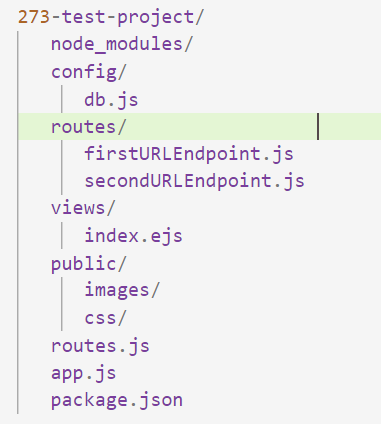 273-test-project/
node_modules/
config/
db.js
routes/
firstURLEndpoint.js
secondURLEndpoint.js
views/
index.ejs
public/
images/
css/
routes.js
app.js
package.json